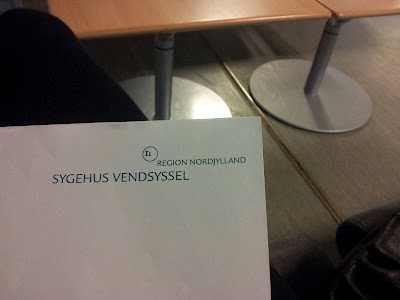 REGION NORDJYLLAND
SYGEHUS VENDSYSSEL